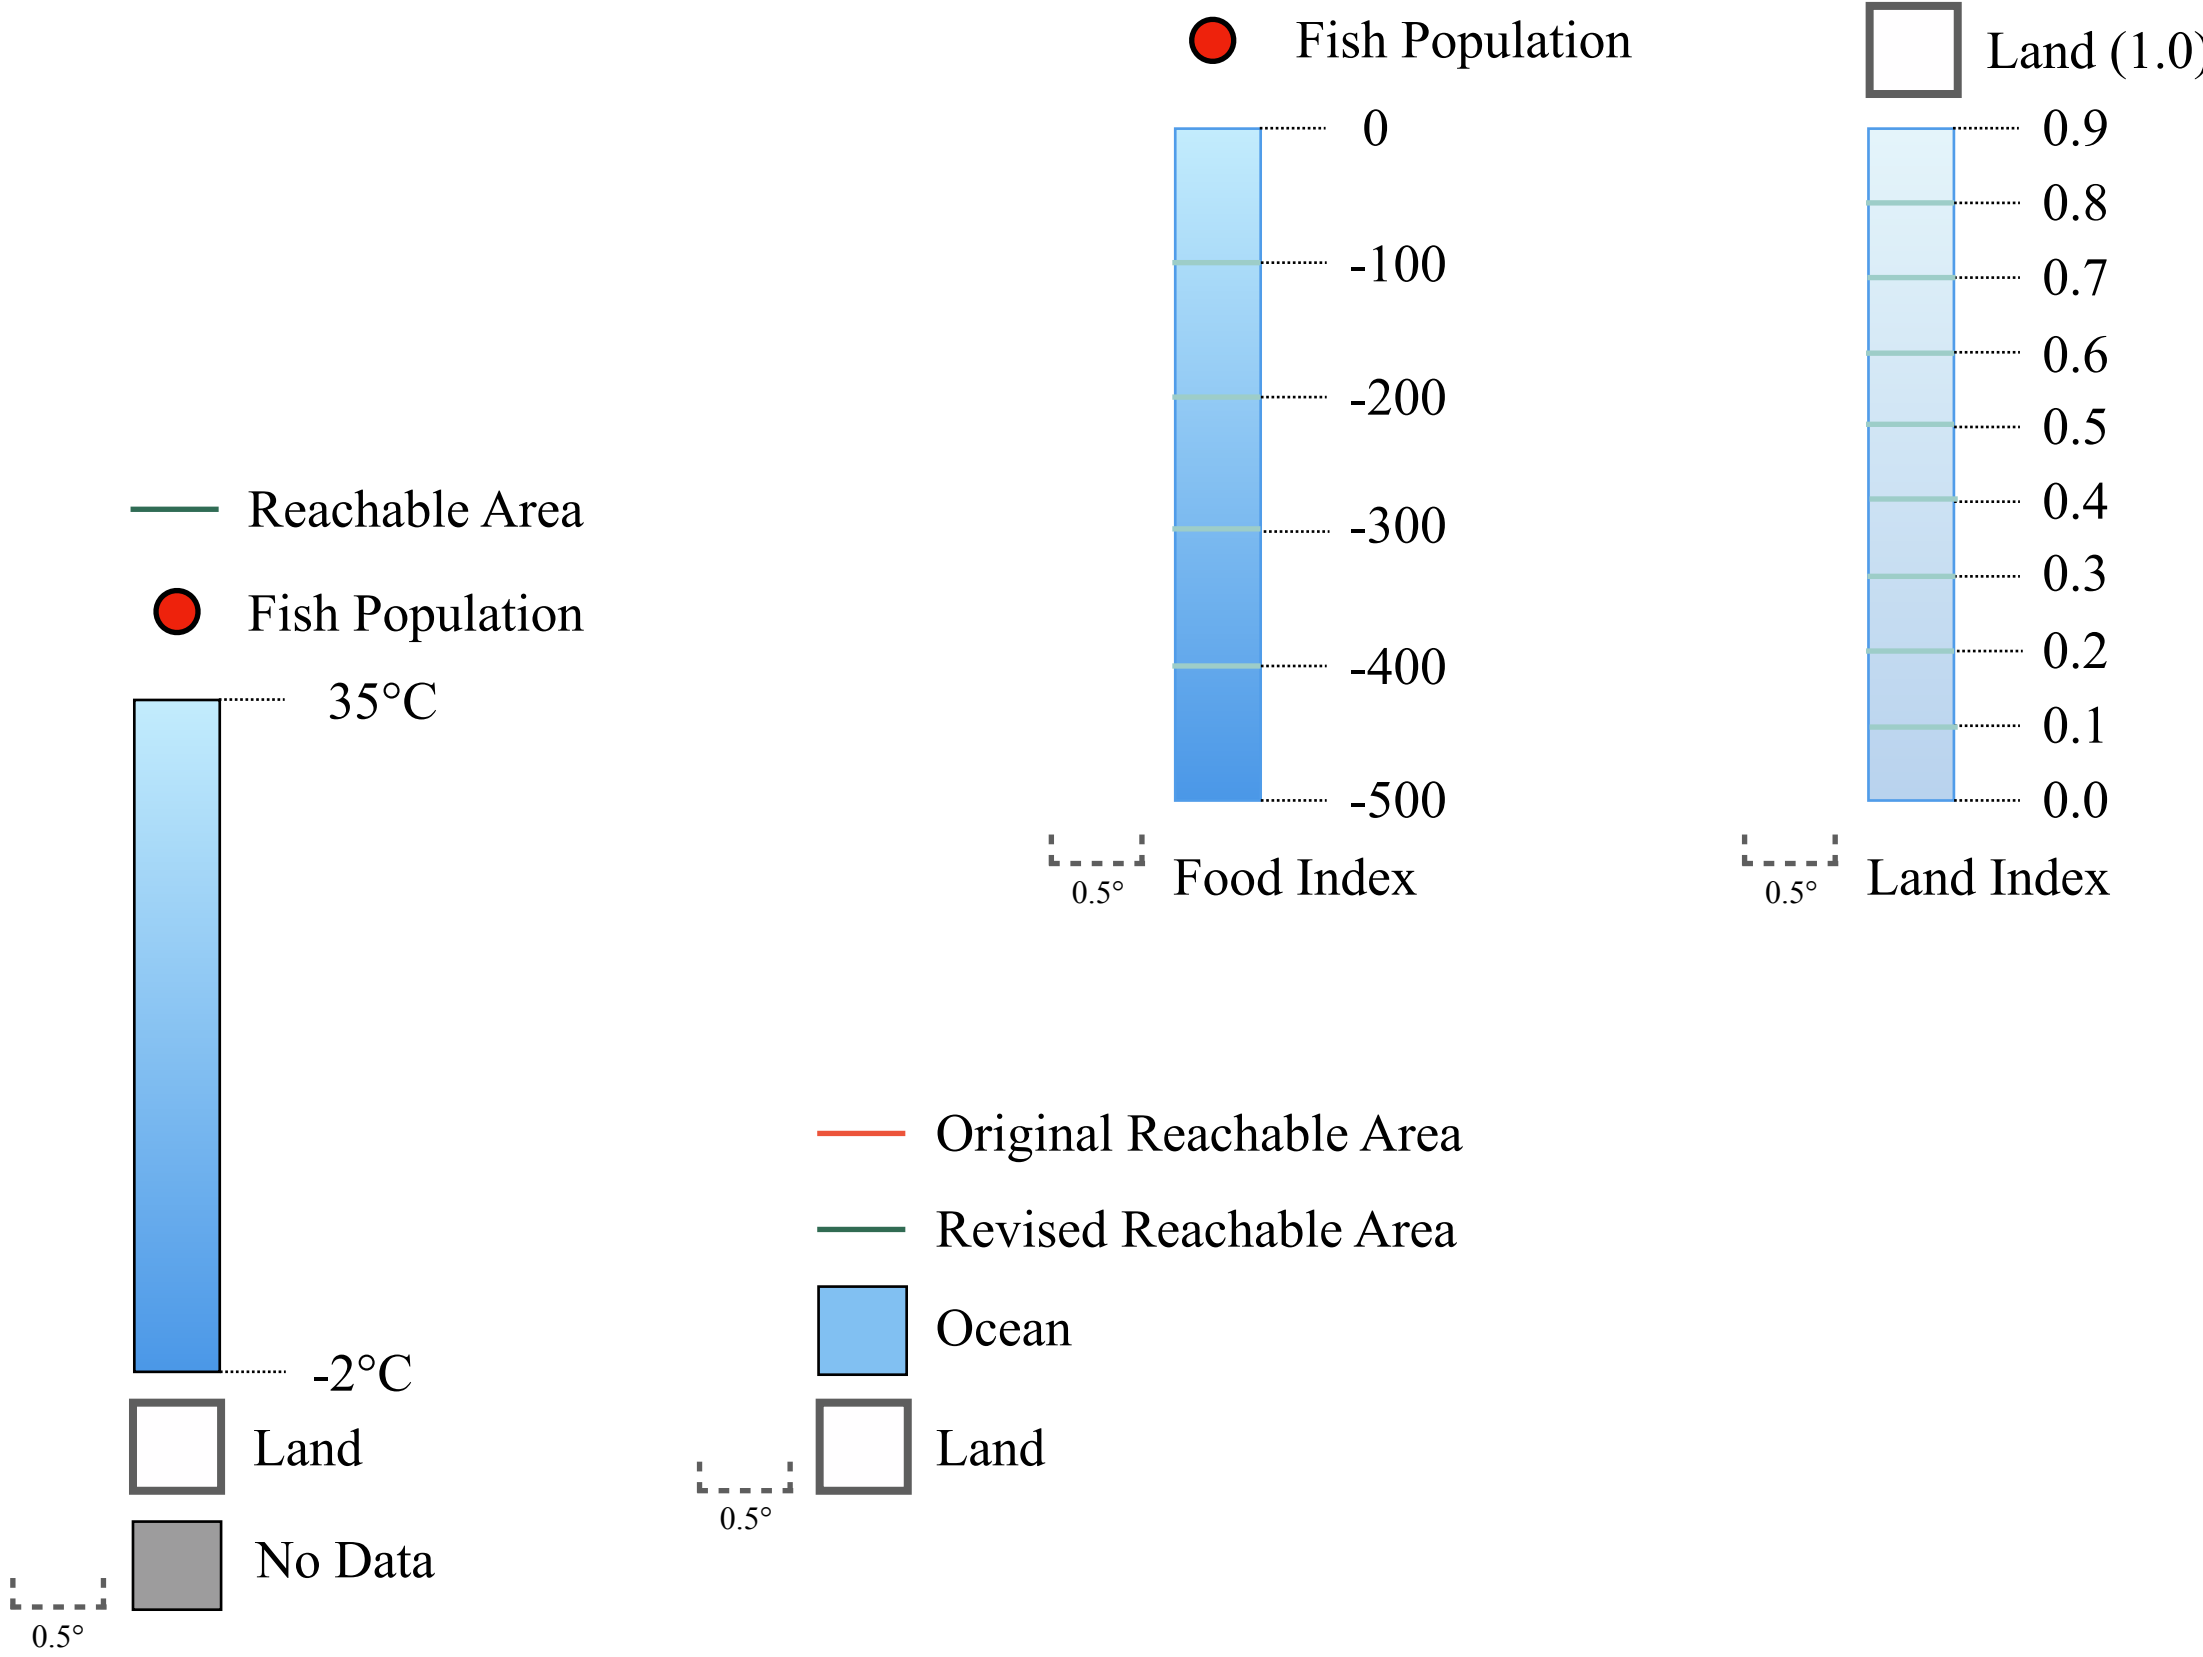 Reachable Area
Fish Population
35°C
-2°C
Land
No Data
0.5°
Fish Population
0
-100
-200
-300
-400
-500
0.5°
Food Index
Land (1.0)
0.9
0.8
0.7
0.6
0.5
0.4
0.3
0.2
0.1
0.0
0.5°
Land Index
Original Reachable Area
Revised Reachable Area
Ocean
Land
0.5°